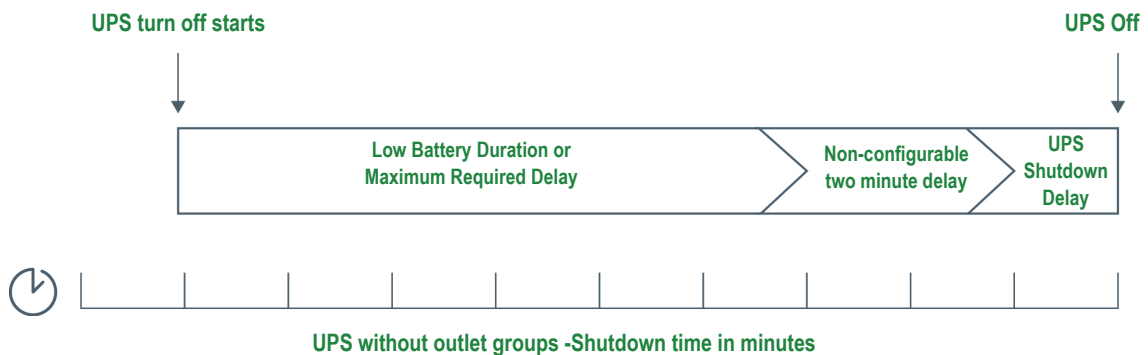 UPS turn off starts
UPS Off
Low Battery Duration or
Maximum Required Delay
Non-configurable
two minute delay
UPS
Shutdown
Delay
UPS without outlet groups -Shutdown time in minutes